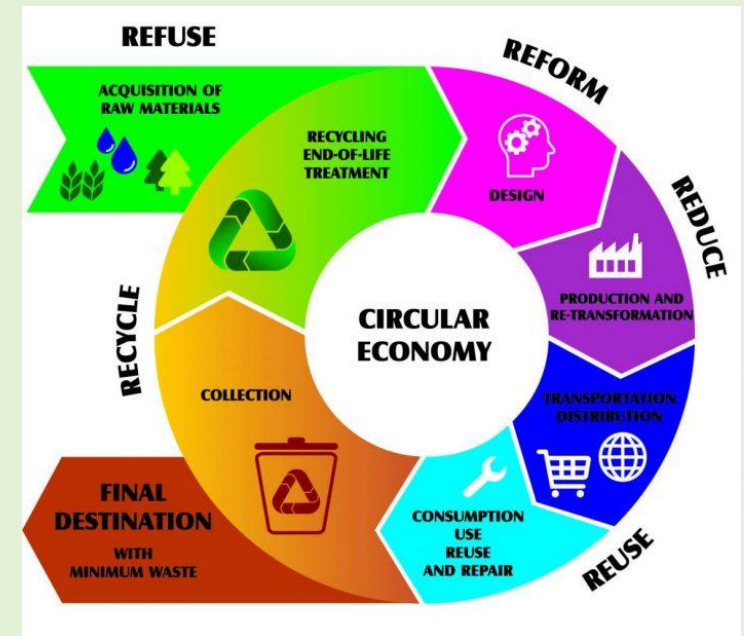 REFUSE
ACQUISITION OF
RAW MATERIALS
RECYCLING
END-OF-LIFE
TREATMENT
REFORM
DESIGN
REDUCE
PRODUCTION AND
RE-TRANSFORMATION
TRANSPORTATION
DISTRIBUTION
REUSE
CONSUMPTION
USE
REUSE
AND REPAIR
RECYCLE
COLLECTION
FINAL
DESTINATION
WITH
MINIMUM WASTE
CIRCULAR
ECONOMY